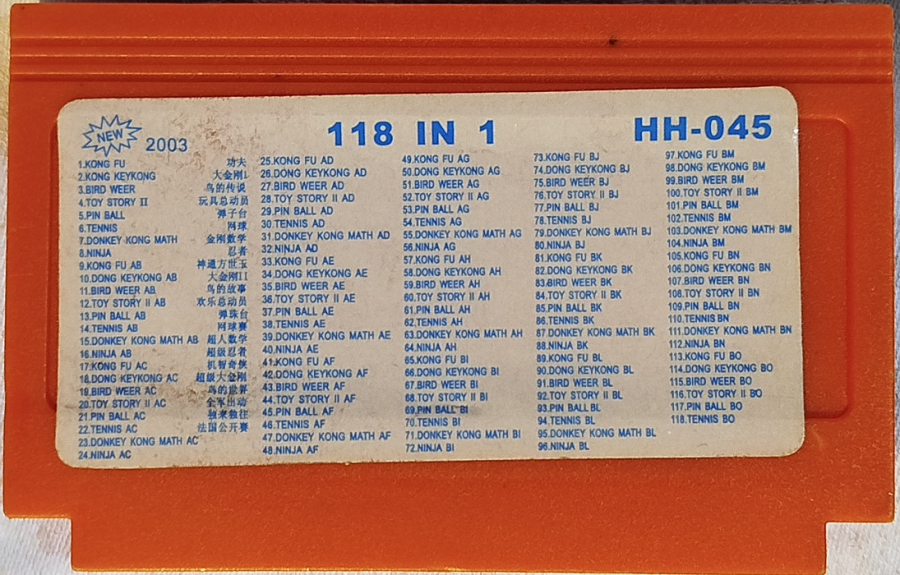 NEW 2003
118 IN 1
HH-045
1.KONG FU 功夫
2.KONG KEYKONG 大金刚I
3.BIRD WEER 鸟的传说
4.TOY STORY II 玩具总动员
5.PIN BALL 弹子台
6.TENNIS 网球
7.DONKEY KONG MATH 金刚数学
8.NINJA 忍者
9.KONG FU AB 神通方世玉
10.DONG KEYKONG AB 大金刚II
11.BIRD WEER AB 鸟的故事
12.TOY STORY II AB 欢乐总动员
13.PIN BALL AB 弹珠台
14.TENNIS AB 网球赛
15.DONKEY KONG MATH AB 超人数学
16.NINJA AB 超级忍者
17.KONG FU AC 机智奇侠
18.DONG KEYKONG AC 超级大金刚
19.BIRD WEER AC 鸟的世界
20.TOY STORY II AC 全军出动
21.PIN BALL AC 独来独往
22.TENNIS AC 法国公开赛
23.DONKEY KONG MATH AC
24.NINJA AC
25.KONG FU AD
26.DONG KEYKONG AD
27.BIRD WEER AD
28.TOY STORY II AD
29.PIN BALL AD
30.TENNIS AD
31.DONKEY KONG MATH AD
32.NINJA AD
33.KONG FU AE
34.DONG KEYKONG AE
35.BIRD WEER AE
36.TOY STORY II AE
37.PIN BALL AE
38.TENNIS AE
39.DONKEY KONG MATH AE
40.NINJA AE
41.KONG FU AF
42.DONG KEYKONG AF
43.BIRD WEER AF
44.TOY STORY II AF
45.PIN BALL AF
46.TENNIS AF
47.DONKEY KONG MATH AF
48.NINJA AF
49.KONG FU AG
50.DONG KEYKONG AG
51.BIRD WEER AG
52.TOY STORY II AG
53.PIN BALL AG
54.TENNIS AG
55.DONKEY KONG MATH AG
56.NINJA AG
57.KONG FU AH
58.DONG KEYKONG AH
59.BIRD WEER AH
60.TOY STORY II AH
61.PIN BALL AH
62.TENNIS AH
63.DONKEY KONG MATH AH
64.NINJA AH
65.KONG FU BI
66.DONG KEYKONG BI
67.BIRD WEER BI
68.TOY STORY II BI
69.PIN BALL BI
70.TENNIS BI
71.DONKEY KONG MATH BI
72.NINJA BI
73.KONG FU BJ
74.DONG KEYKONG BJ
75.BIRD WEER BJ
76.TOY STORY II BJ
77.PIN BALL BJ
78.TENNIS BJ
79.DONKEY KONG MATH BJ
80.NINJA BJ
81.KONG FU BK
82.DONG KEYKONG BK
83.BIRD WEER BK
84.TOY STORY II BK
85.PIN BALL BK
86.TENNIS BK
87.DONKEY KONG MATH BK
88.NINJA BK
89.KONG FU BL
90.DONG KEYKONG BL
91.BIRD WEER BL
92.TOY STORY II BL
93.PIN BALL BL
94.TENNIS BL
95.DONKEY KONG MATH BL
96.NINJA BL
97.KONG FU BM
98.DONG KEYKONG BM
99.BIRD WEER BM
100.TOY STORY II BM
101.PIN BALL BM
102.TENNIS BM
103.DONKEY KONG MATH BM
104.NINJA BM
105.KONG FU BN
106.DONG KEYKONG BN
107.BIRD WEER BN
108.TOY STORY II BN
109.PIN BALL BN
110.TENNIS BN
111.DONKEY KONG MATH BN
112.NINJA BN
113.KONG FU BO
114.DONG KEYKONG BO
115.BIRD WEER BO
116.TOY STORY II BO
117.PIN BALL BO
118.TENNIS BO